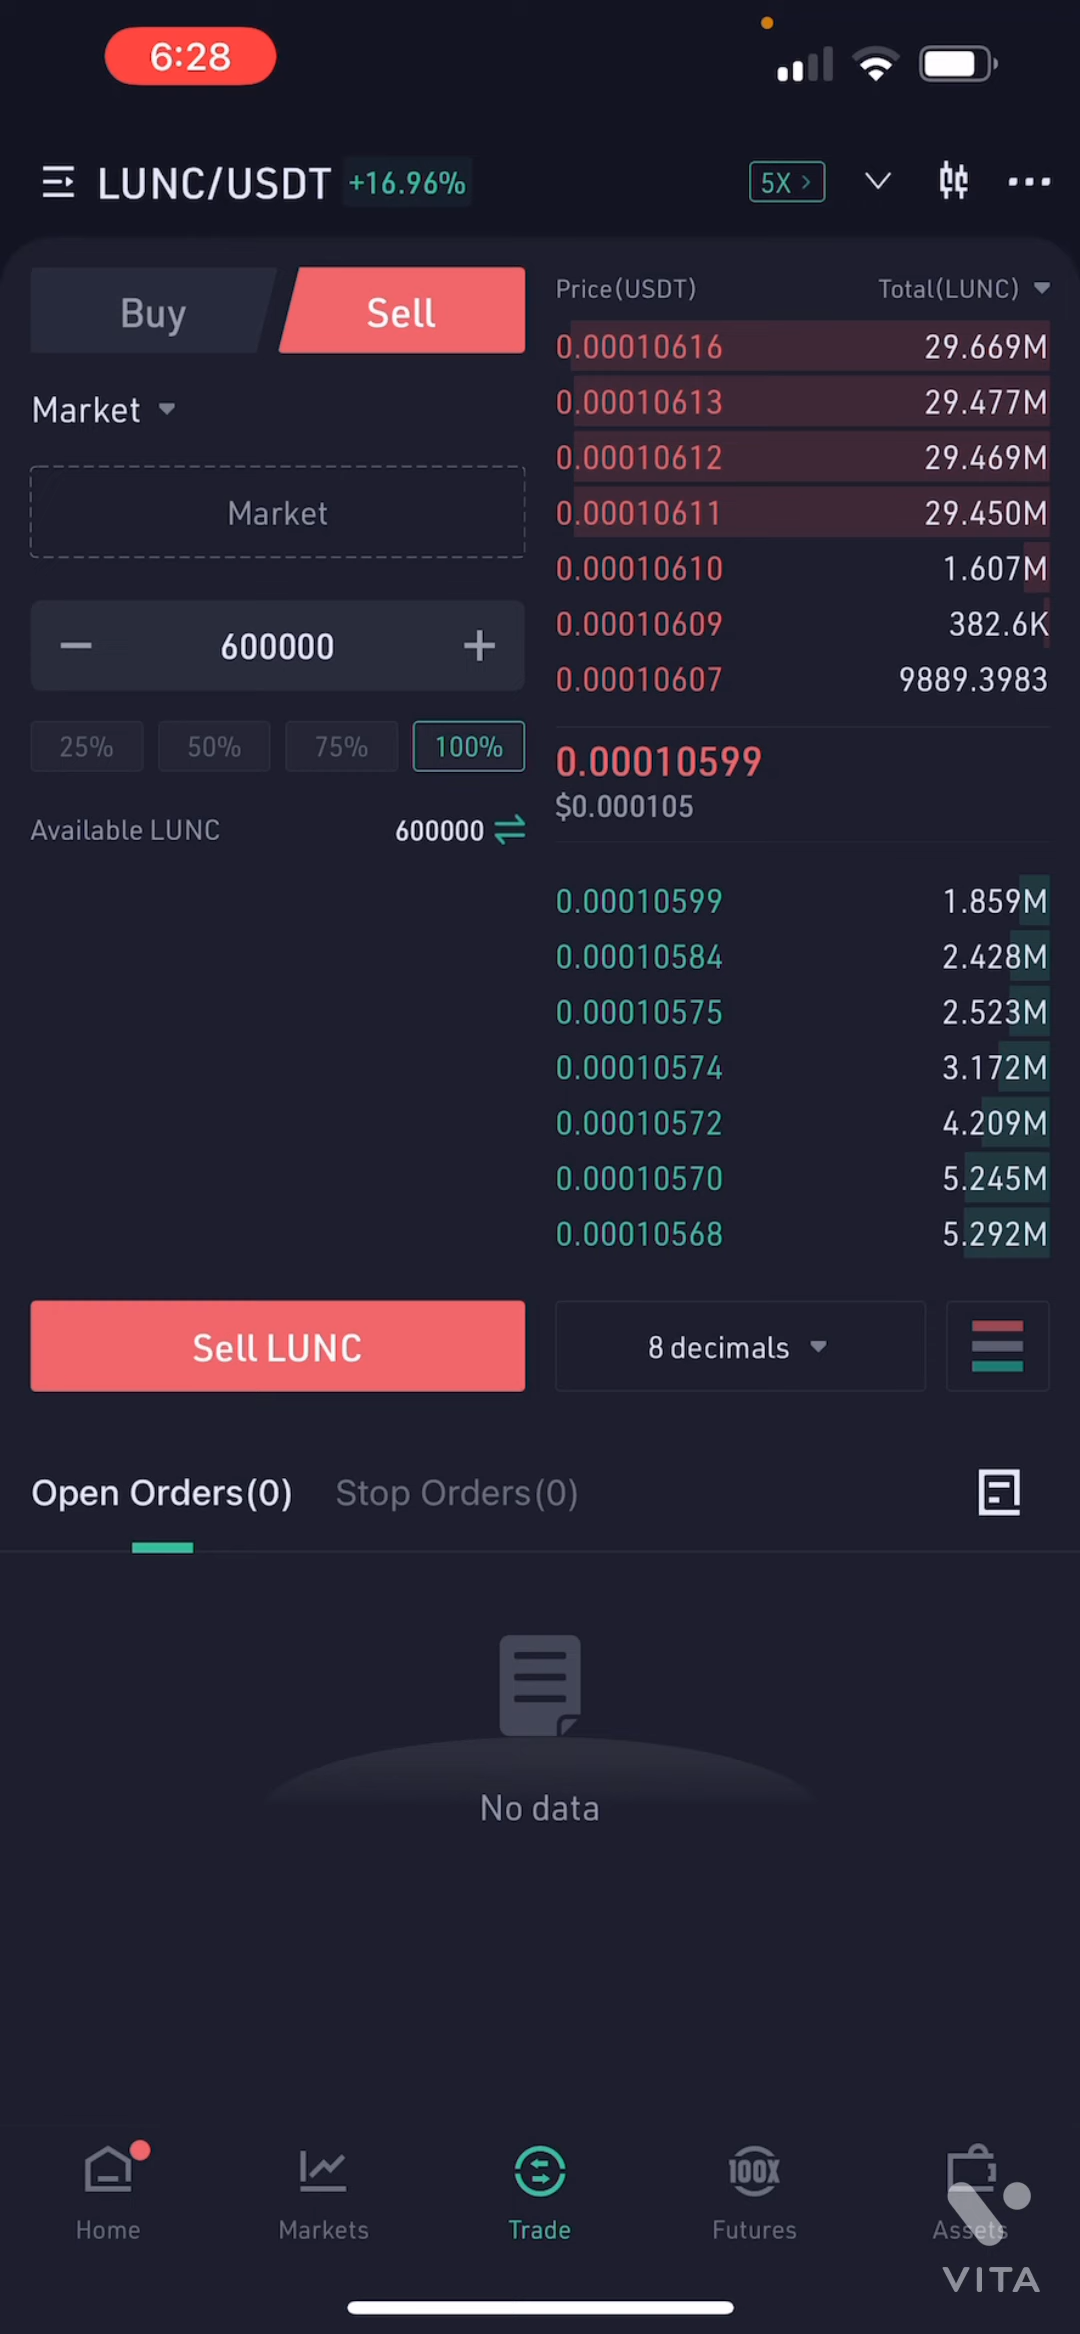 6:28
LUNC/USDT +16.96% 5X >
Buy Sell
Market
Market
600000
25% 50% 75% 100%
Available LUNC 600000
Price(USDT) Total(LUNC)
0.00010616 29.669M
0.00010613 29.477M
0.00010612 29.469M
0.00010611 29.450M
0.00010610 1.607M
0.00010609 382.6K
0.00010607 9889.3983
0.00010599
$0.000105
0.00010599 1.859M
0.00010584 2.428M
0.00010575 2.523M
0.00010574 3.172M
0.00010572 4.209M
0.00010570 5.245M
0.00010568 5.292M
Sell LUNC 8 decimals
Open Orders(0) Stop Orders(0)
No data
100X
Home Markets Trade Futures Assets
VITA